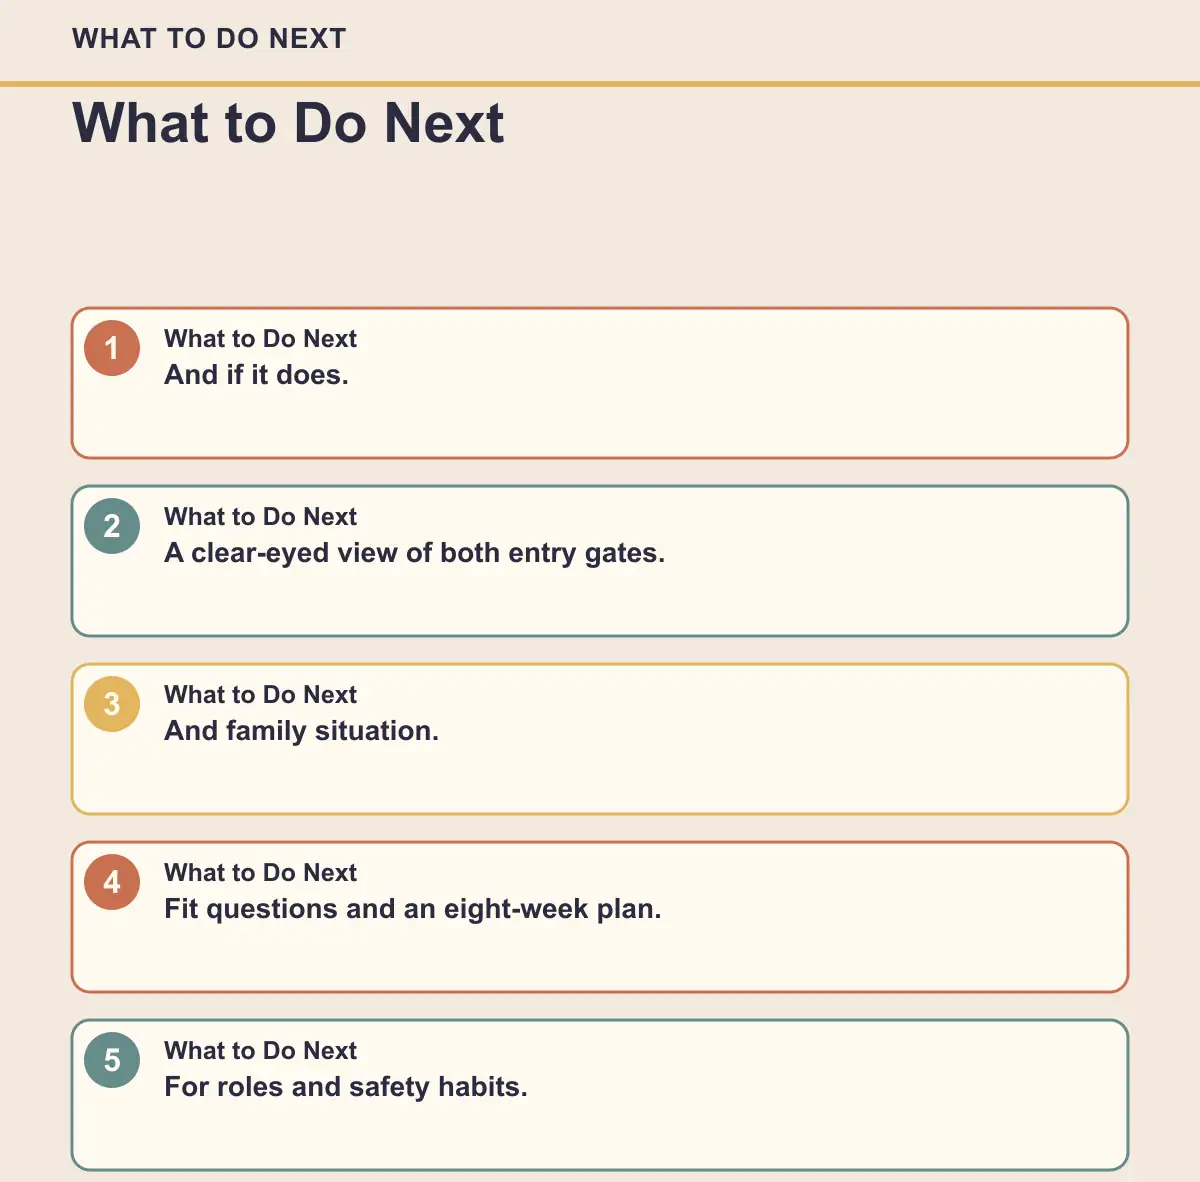 WHAT TO DO NEXT
What to Do Next
1
What to Do Next
And if it does.
2
What to Do Next
A clear-eyed view of both entry gates.
3
What to Do Next
And family situation.
4
What to Do Next
Fit questions and an eight-week plan.
5
What to Do Next
For roles and safety habits.